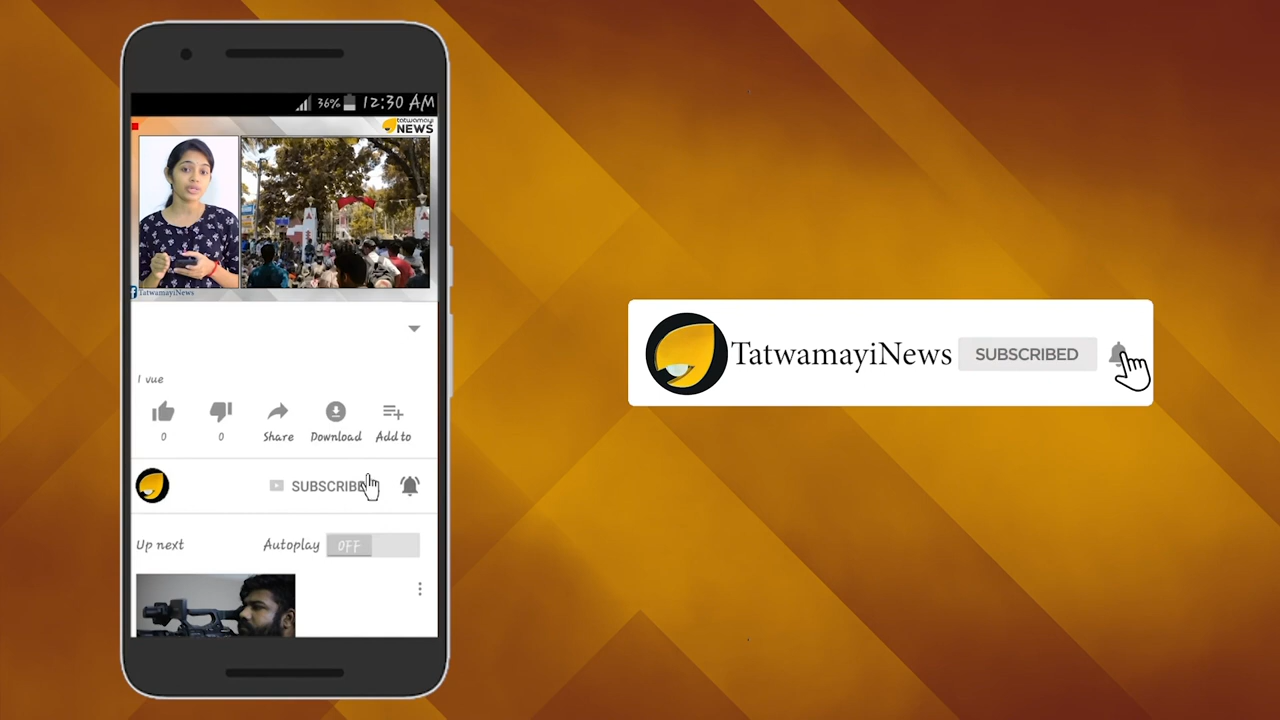 36% 12:30 AM
tatwamayi
NEWS
TatwamayiNews
1 vue
0 0 Share Download Add to
SUBSCRIBE
Up next Autoplay OFF
TatwamayiNews SUBSCRIBED